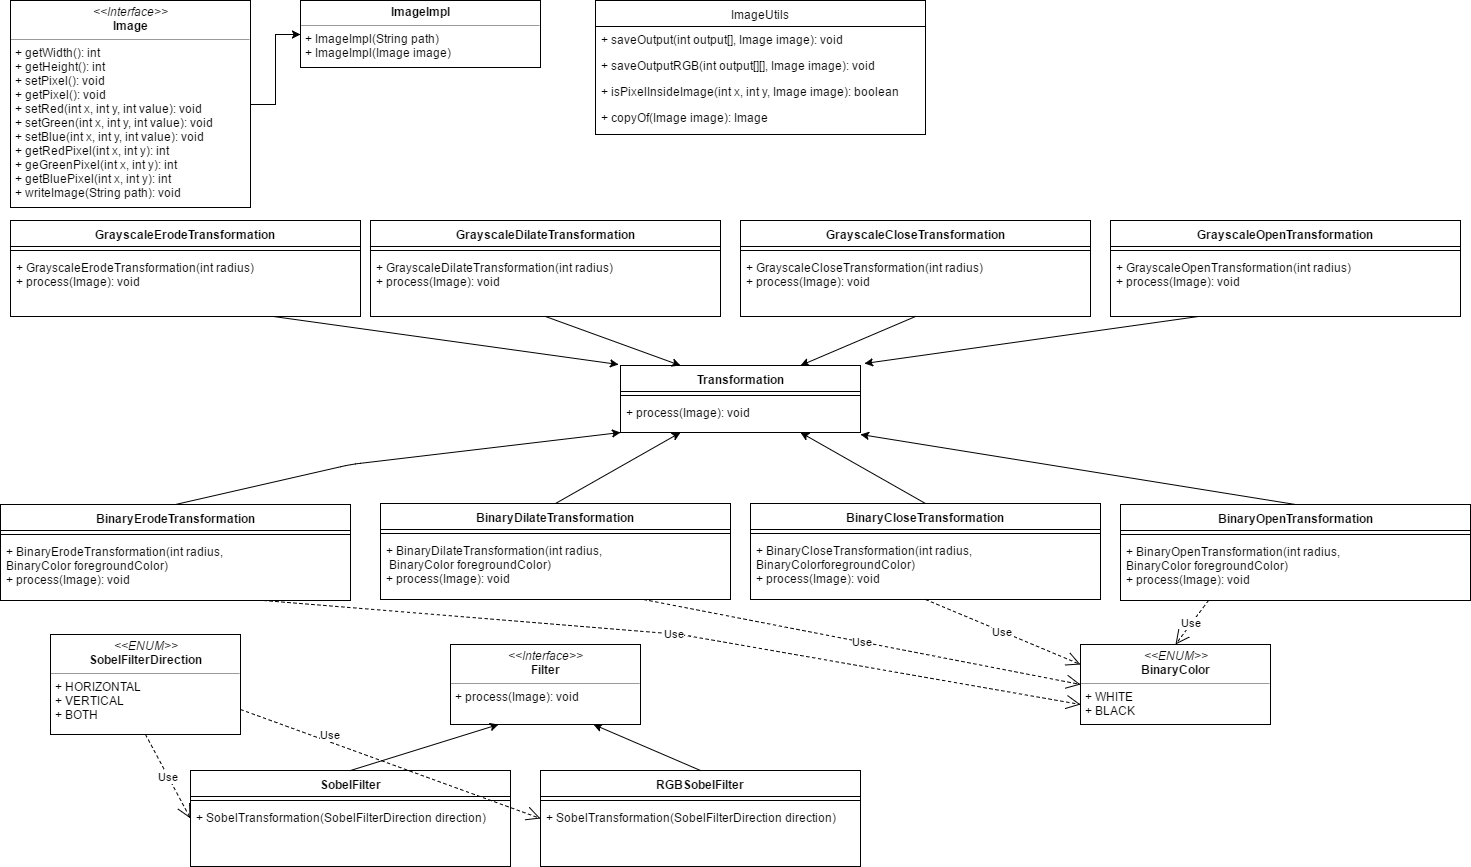 <<Interface>>
Image
+ getWidth(): int
+ getHeight(): int
+ setPixel(): void
+ getPixel(): void
+ setRed(int x, int y, int value): void
+ setGreen(int x, int y, int value): void
+ setBlue(int x, int y, int value): void
+ getRedPixel(int x, int y): int
+ geGreenPixel(int x, int y): int
+ getBluePixel(int x, int y): int
+ writeImage(String path): void
ImageImpl
+ ImageImpl(String path)
+ ImageImpl(Image image)
ImageUtils
+ saveOutput(int output[], Image image): void
+ saveOutputRGB(int output[][], Image image): void
+ isPixelInsideImage(int x, int y, Image image): boolean
+ copyOf(Image image): Image
GrayscaleErodeTransformation
+ GrayscaleErodeTransformation(int radius)
+ process(Image): void
GrayscaleDilateTransformation
+ GrayscaleDilateTransformation(int radius)
+ process(Image): void
GrayscaleCloseTransformation
+ GrayscaleCloseTransformation(int radius)
+ process(Image): void
GrayscaleOpenTransformation
+ GrayscaleOpenTransformation(int radius)
+ process(Image): void
Transformation
+ process(Image): void
BinaryErodeTransformation
+ BinaryErodeTransformation(int radius,
BinaryColor foregroundColor)
+ process(Image): void
BinaryDilateTransformation
+ BinaryDilateTransformation(int radius,
BinaryColor foregroundColor)
+ process(Image): void
BinaryCloseTransformation
+ BinaryCloseTransformation(int radius,
BinaryColorforegroundColor)
+ process(Image): void
BinaryOpenTransformation
+ BinaryOpenTransformation(int radius,
BinaryColor foregroundColor)
+ process(Image): void
Use
Use
Use
Use
<<ENUM>>
SobelFilterDirection
+ HORIZONTAL
+ VERTICAL
+ BOTH
<<Interface>>
Filter
+ process(Image): void
<<ENUM>>
BinaryColor
+ WHITE
+ BLACK
Use
Use
SobelFilter
+ SobelTransformation(SobelFilterDirection direction)
RGBSobelFilter
+ SobelTransformation(SobelFilterDirection direction)